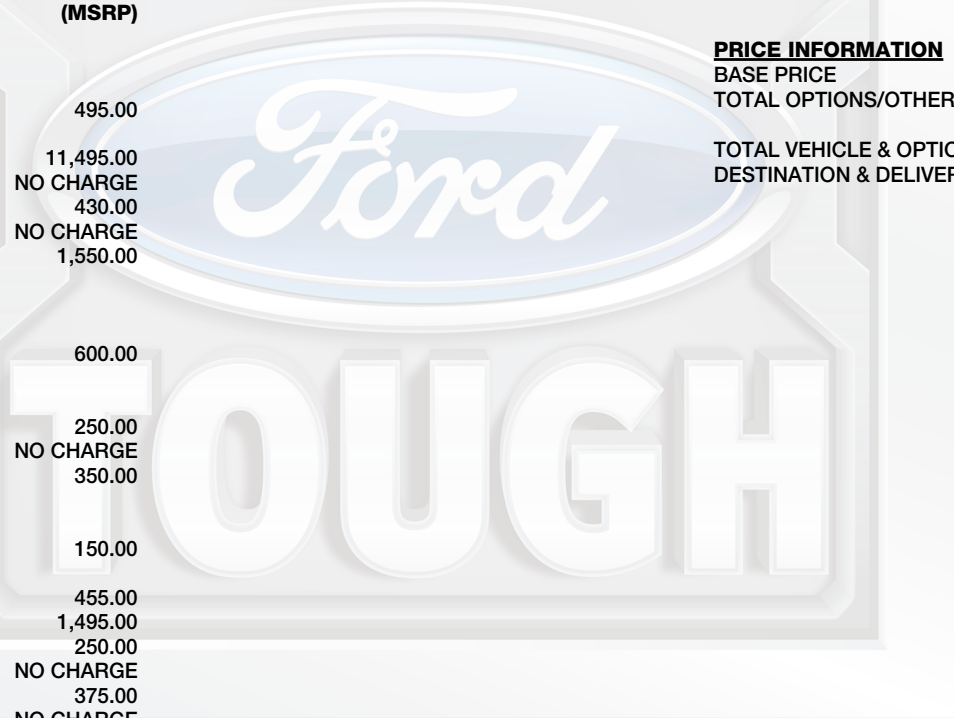 (MSRP)
495.00
11,495.00
NO CHARGE
430.00
NO CHARGE
1,550.00
600.00
250.00
NO CHARGE
350.00
150.00
455.00
1,495.00
250.00
NO CHARGE
375.00
NO CHARGE
PRICE INFORMATION
BASE PRICE
TOTAL OPTIONS/OTHER
TOTAL VEHICLE & OPTIO
DESTINATION & DELIVER
Ford
TOUGH